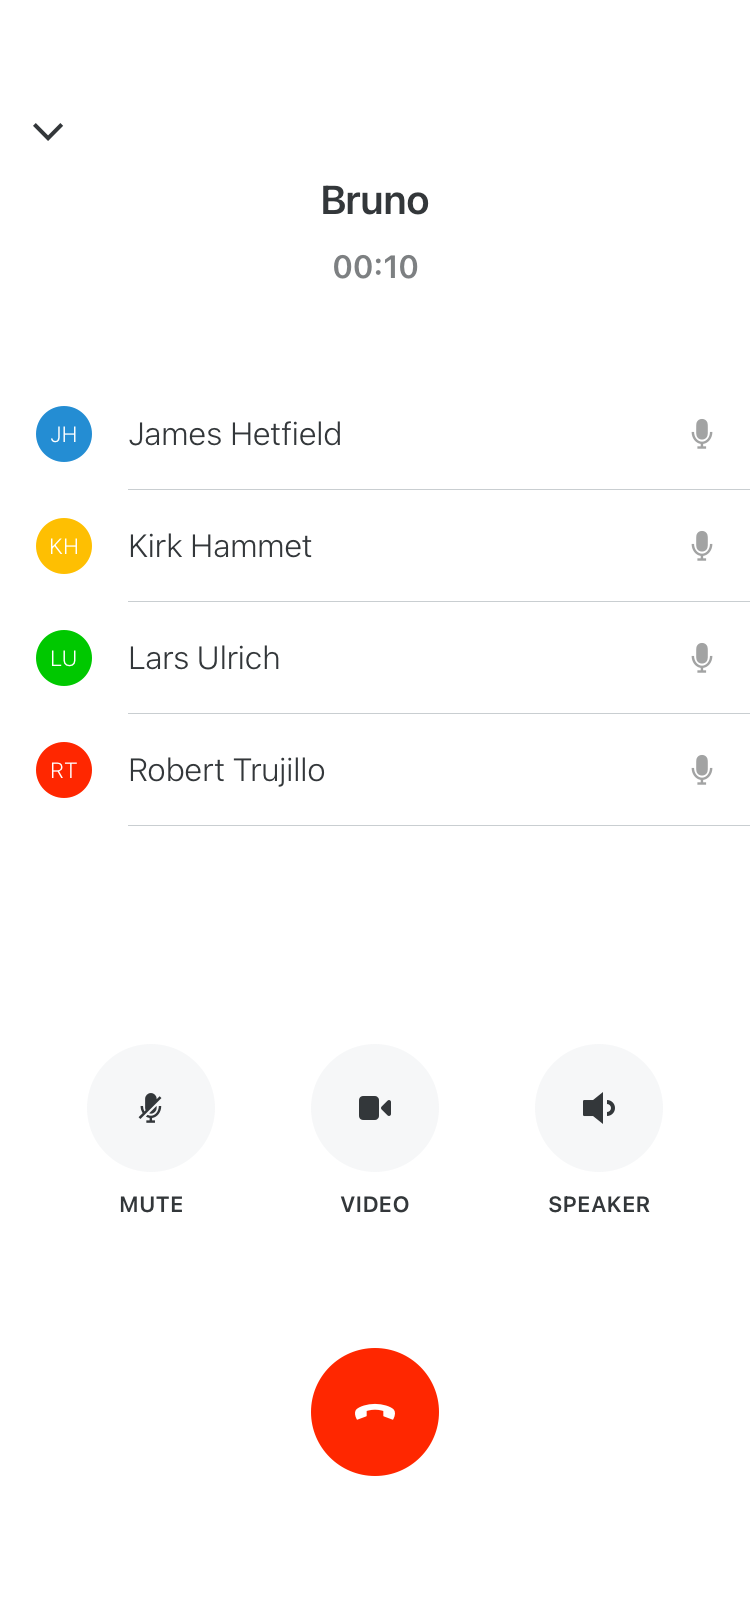 Bruno
00:10
JH James Hetfield
KH Kirk Hammet
LU Lars Ulrich
RT Robert Trujillo
MUTE VIDEO SPEAKER